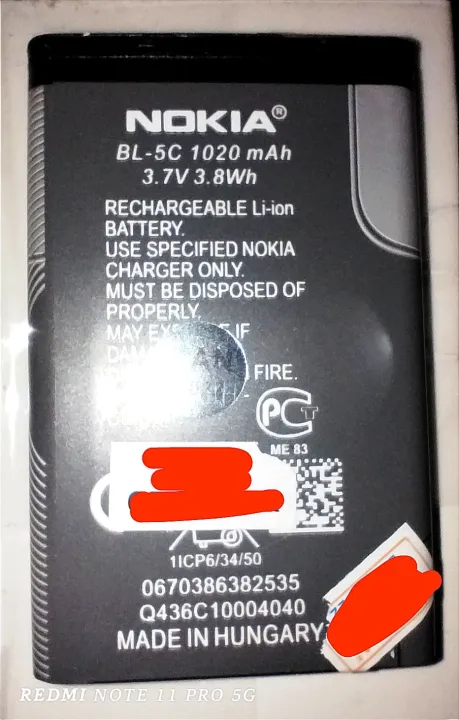 NOKIA®
BL-5C 1020 mAh
3.7V 3.8Wh
RECHARGEABLE Li-ion
BATTERY.
USE SPECIFIED NOKIA
CHARGER ONLY.
MUST BE DISPOSED OF
PROPERLY.
MAY IF
FIRE.
PCT
ME 83
1ICP6/34/50
0670386382535
Q436C10004040
MADE IN HUNGARY
REDMI NOTE 11 PRO 5G